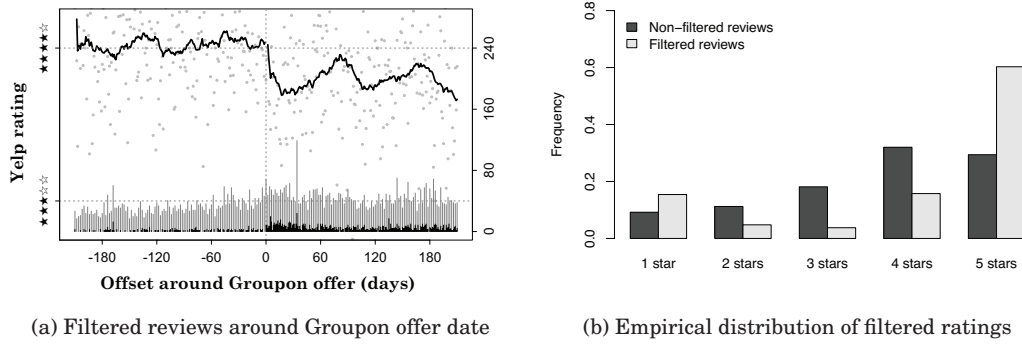 ★★★★☆
★★★☆☆
Yelp rating
240
160
80
0
-180 -120 -60 0 60 120 180
Offset around Groupon offer (days)
(a) Filtered reviews around Groupon offer date
Frequency
0.8
0.6
0.4
0.2
0.0
Non-filtered reviews
Filtered reviews
1 star 2 stars 3 stars 4 stars 5 stars
(b) Empirical distribution of filtered ratings